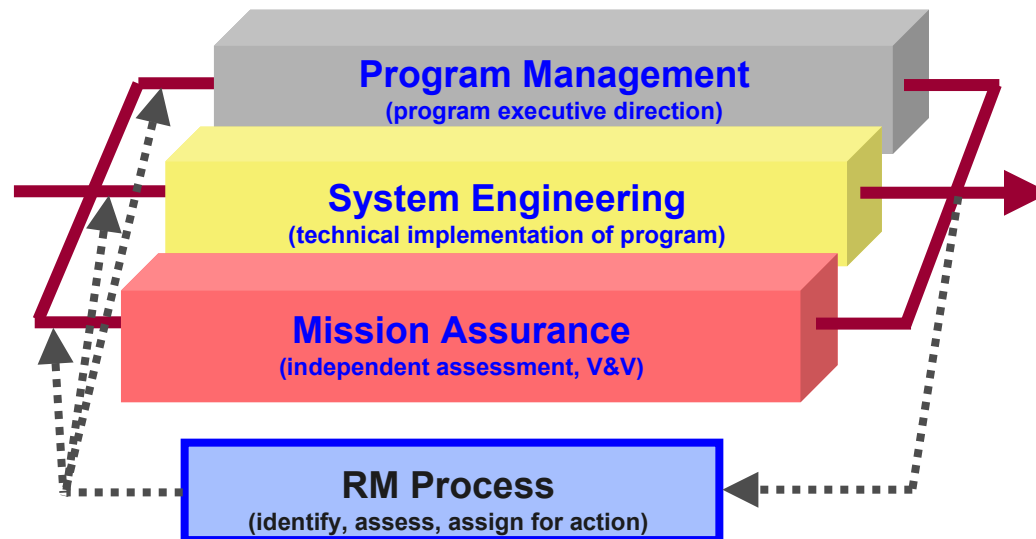 Program Management
(program executive direction)
System Engineering
(technical implementation of program)
Mission Assurance
(independent assessment, V&V)
RM Process
(identify, assess, assign for action)